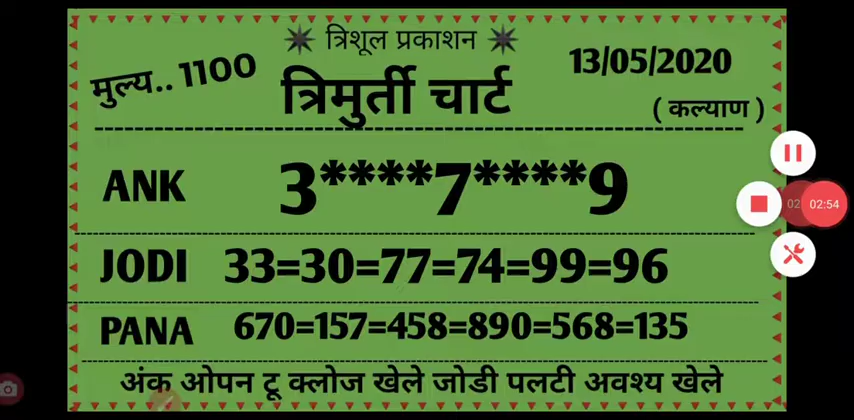 ✴ त्रिशूल प्रकाशन ✴
मुल्य.. 1100
13/05/2020
त्रिमुर्ती चार्ट
( कल्याण )
ANK 3****7****9
JODI 33=30=77=74=99=96
PANA 670=157=458=890=568=135
अंक ओपन टू क्लोज खेले जोडी पलटी अवश्य खेले
02:54